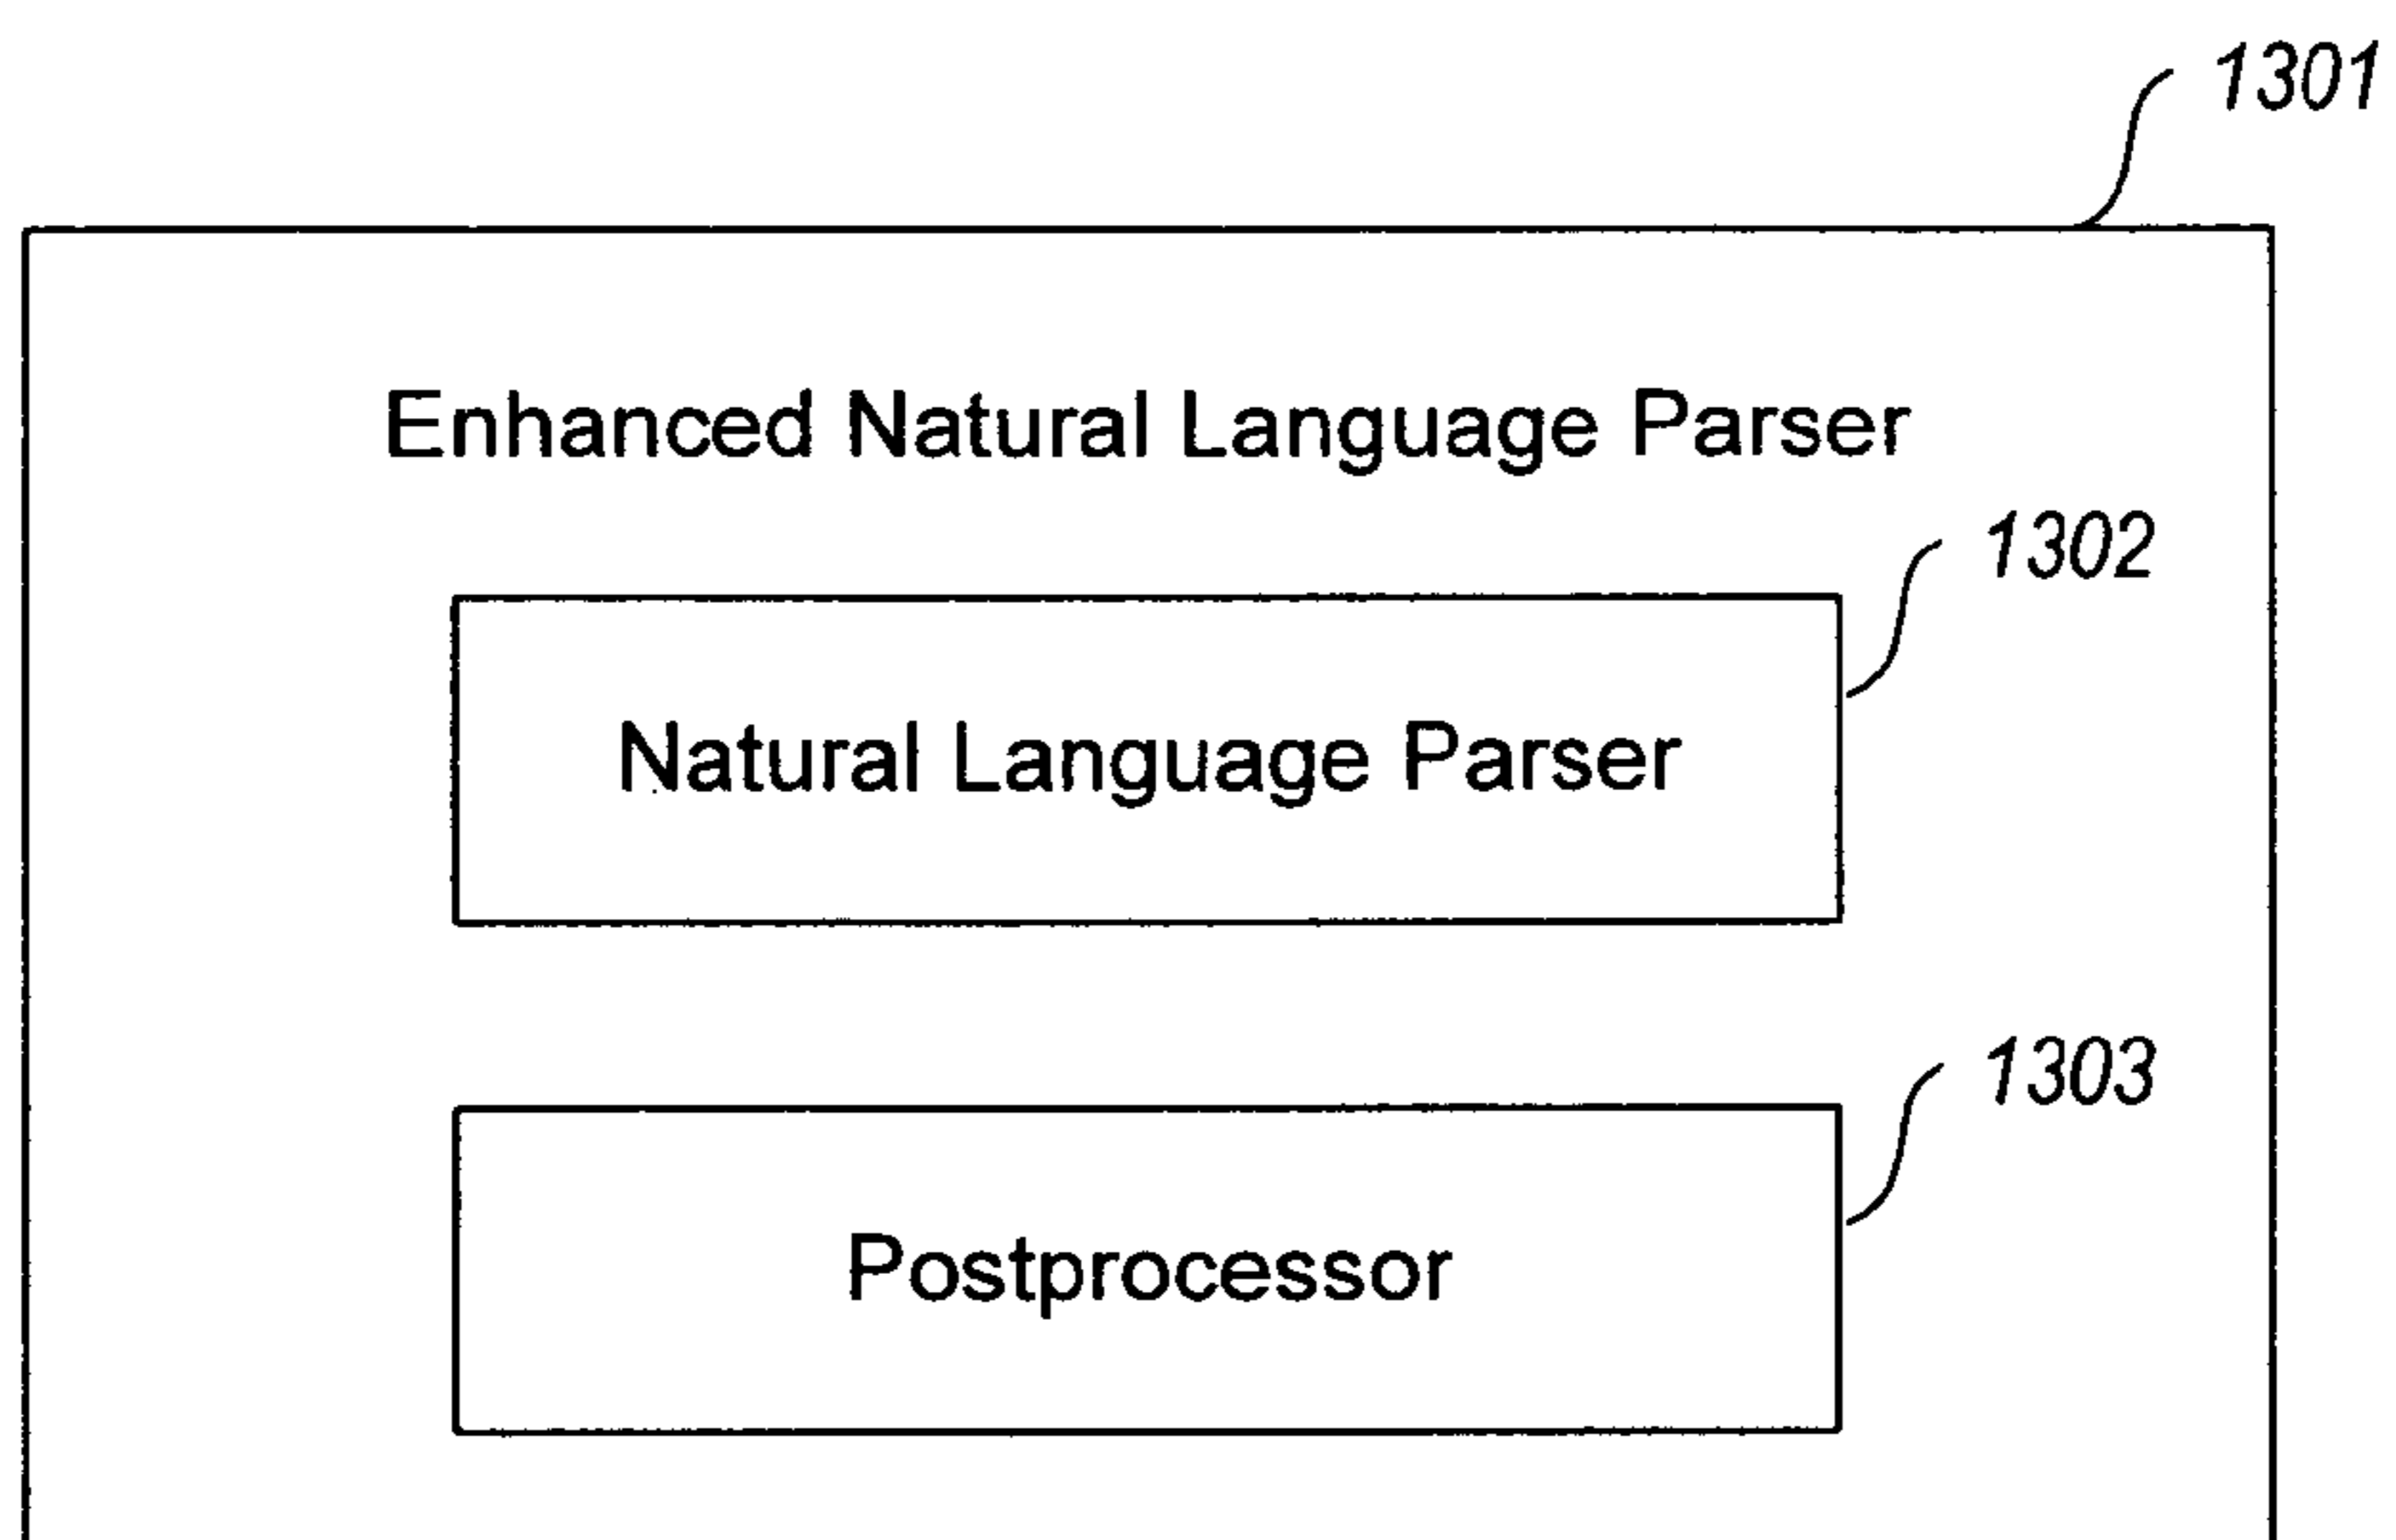 1301
Enhanced Natural Language Parser
1302
Natural Language Parser
1303
Postprocessor